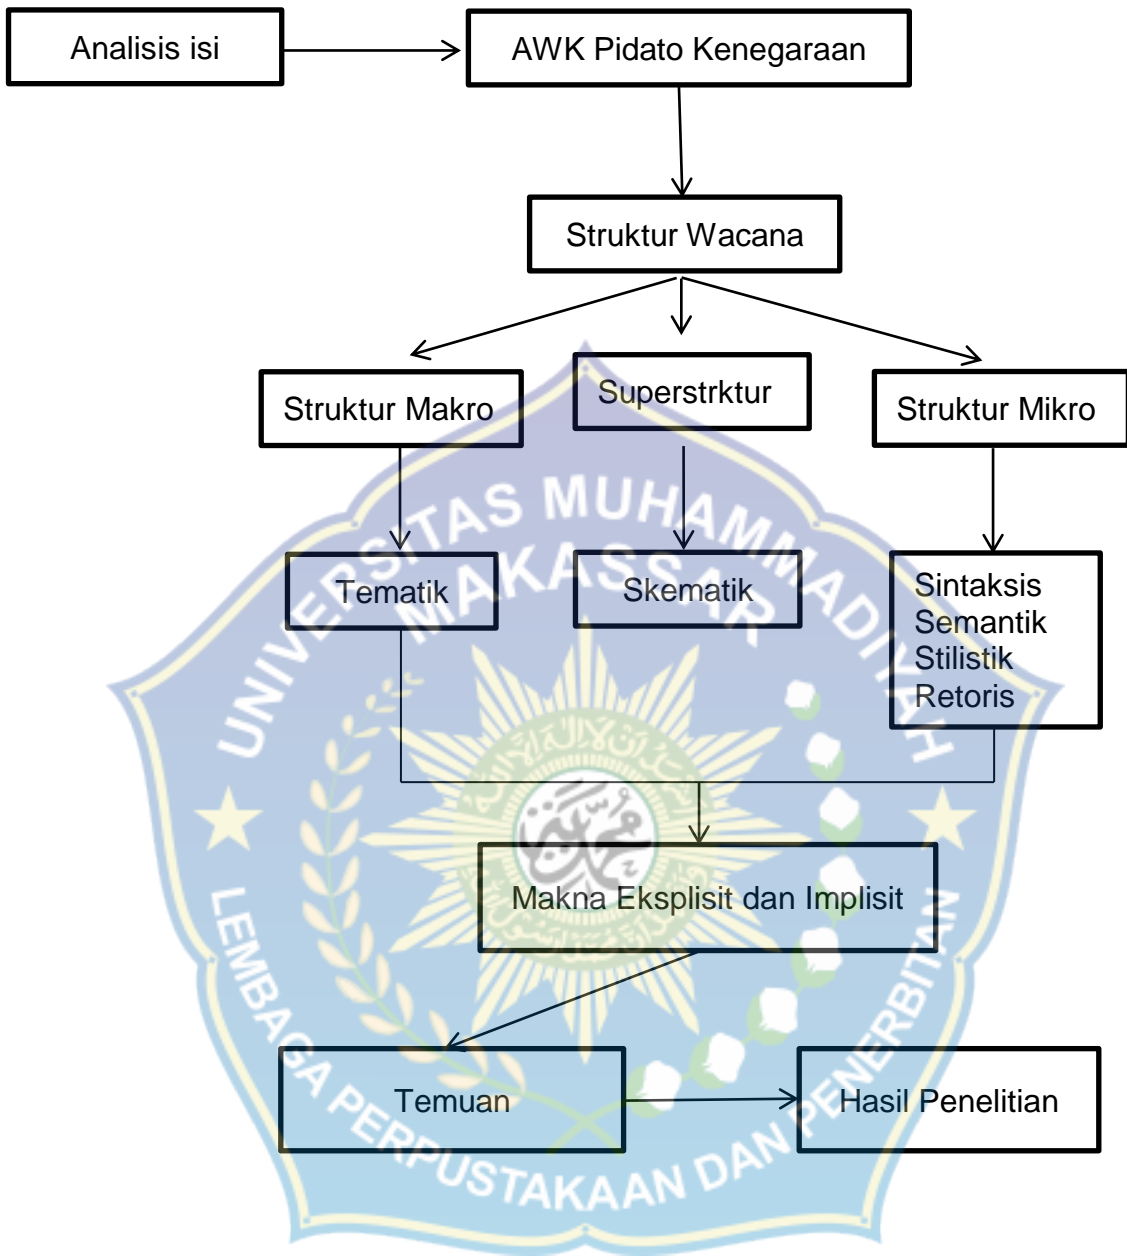 Analisis isi
AWK Pidato Kenegaraan
Struktur Wacana
Struktur Makro
Superstrktur
Struktur Mikro
Tematik
Skematik
Sintaksis
Semantik
Stilistik
Retoris
Makna Eksplisit dan Implisit
Temuan
Hasil Penelitian
UNIVERSITAS MUHAMMADIYAH
MAKASSAR
LEMBAGA PERPUSTAKAAN DAN PENERBITAN